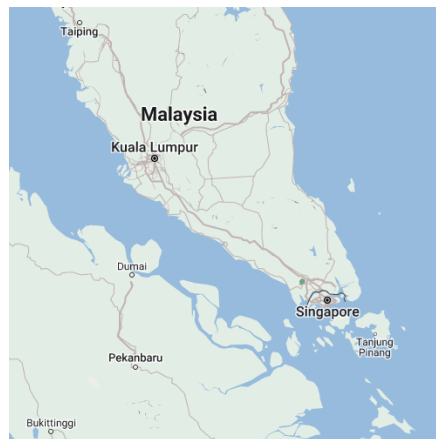 Taiping
Malaysia
Kuala Lumpur
Dumai
Singapore
Tanjung
Pinang
Pekanbaru
Bukittinggi